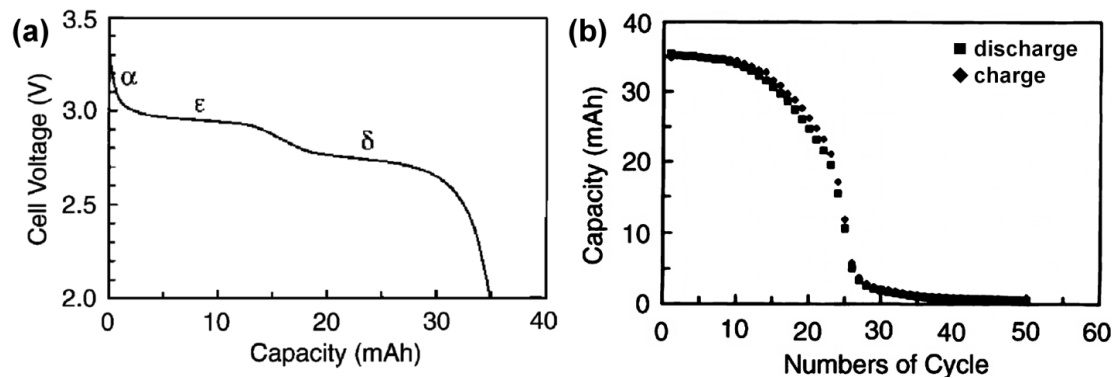 (a)
3.5
3.0
2.5
2.0
Cell Voltage (V)
α
ε
δ
0
10
20
30
40
Capacity (mAh)
(b)
40
30
20
10
0
Capacity (mAh)
discharge
charge
0
10
20
30
40
50
60
Numbers of Cycle